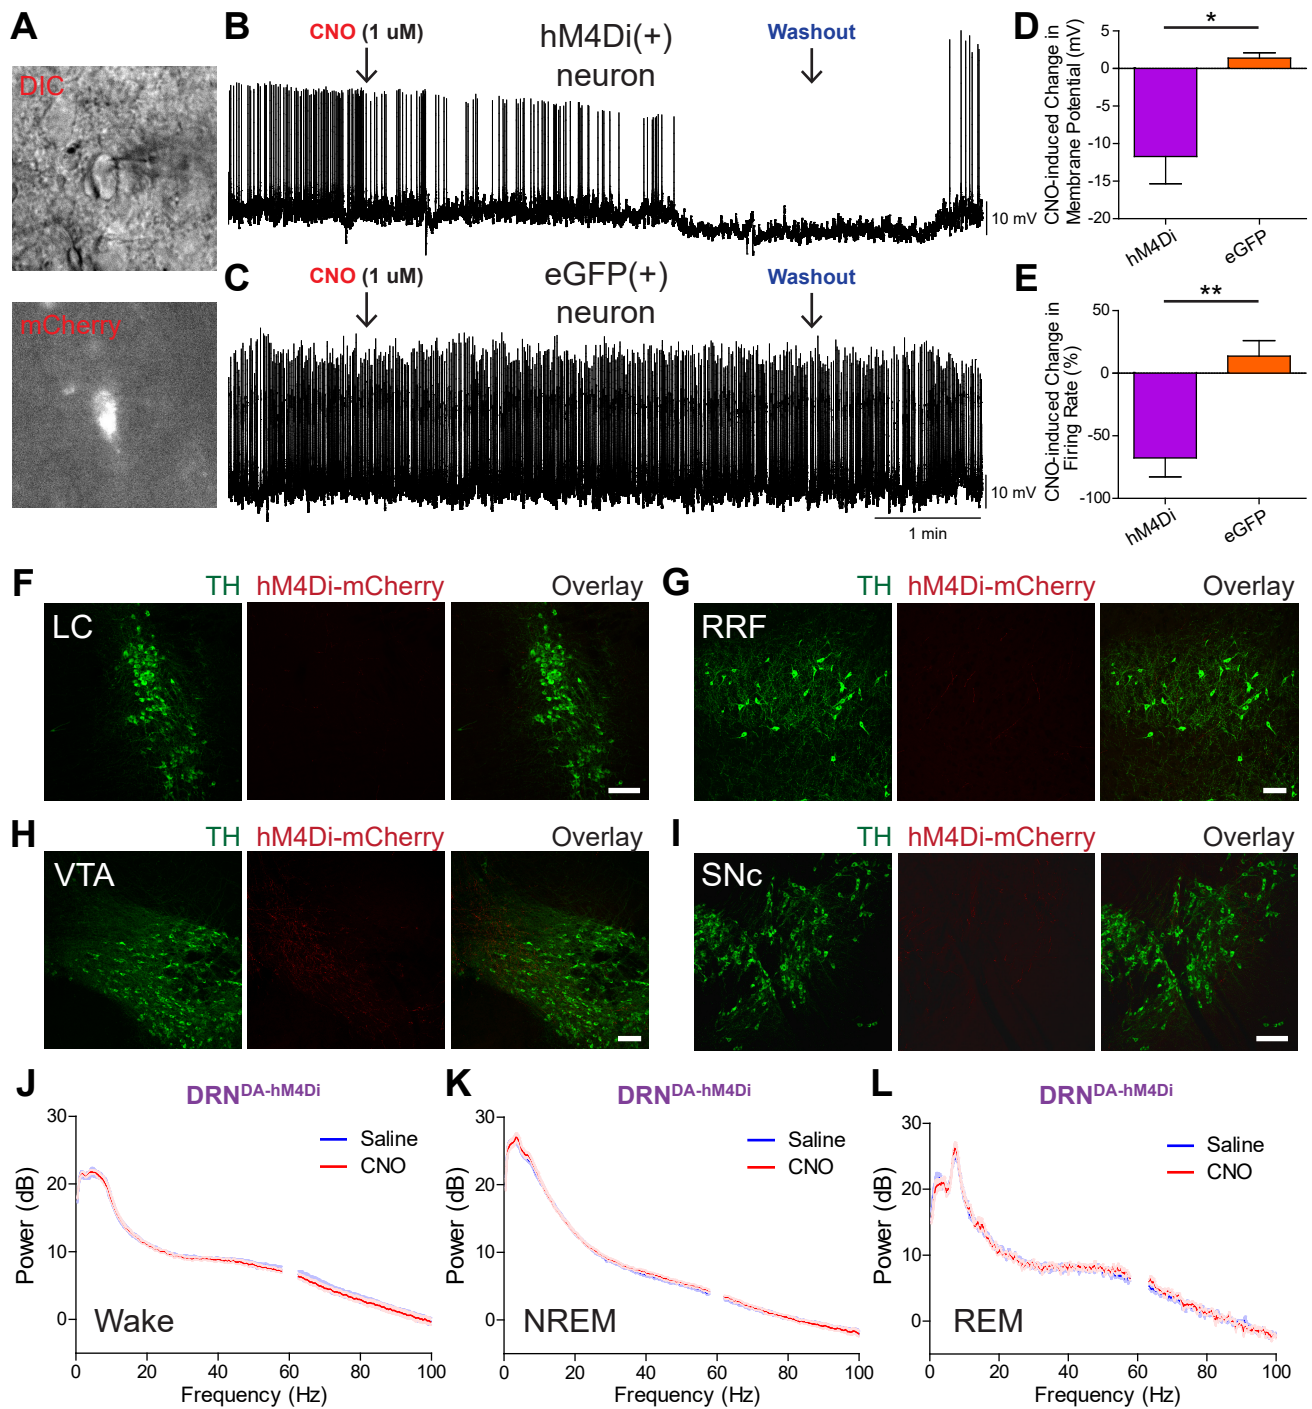 A
DIC
mCherry
B
CNO (1 uM)
hM4Di(+)
neuron
Washout
10 mV
C
CNO (1 uM)
eGFP(+)
neuron
Washout
10 mV
1 min
D
CNO-induced Change in
Membrane Potential (mV)
5
0
-5
-10
-15
-20
*
hM4Di
eGFP
E
CNO-induced Change in
Firing Rate (%)
50
0
-50
-100
**
hM4Di
eGFP
F
TH hM4Di-mCherry Overlay
LC
G
TH hM4Di-mCherry Overlay
RRF
H
TH hM4Di-mCherry Overlay
VTA
I
TH hM4Di-mCherry Overlay
SNc
J
DRNDA-hM4Di
Saline
CNO
Power (dB)
30
20
10
0
Wake
0 20 40 60 80 100
Frequency (Hz)
K
DRNDA-hM4Di
Saline
CNO
Power (dB)
30
20
10
0
NREM
0 20 40 60 80 100
Frequency (Hz)
L
DRNDA-hM4Di
Saline
CNO
Power (dB)
30
20
10
0
REM
0 20 40 60 80 100
Frequency (Hz)